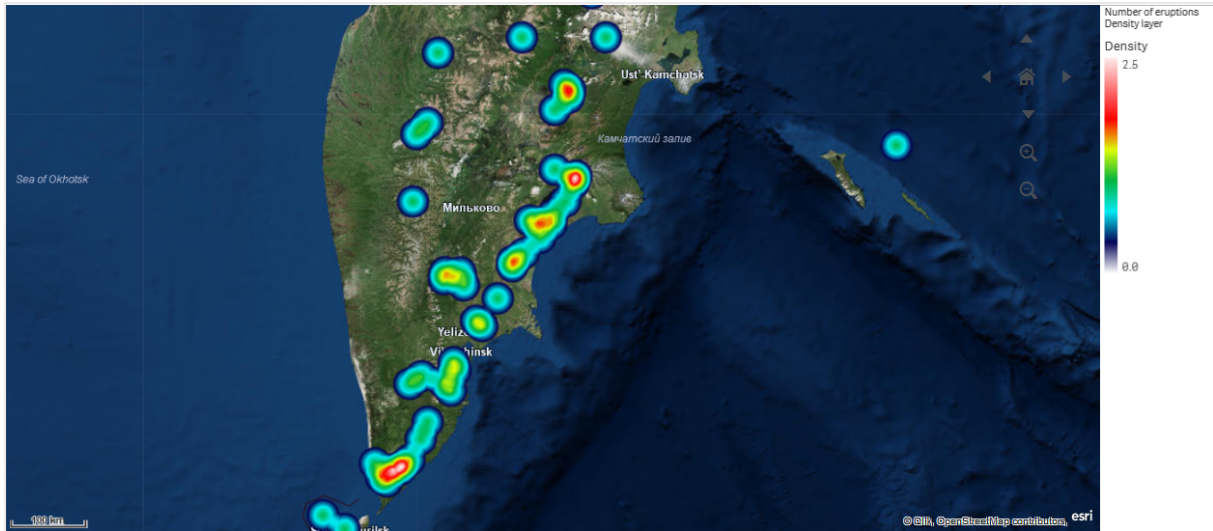 Number of eruptions
Density layer
Density
2.5
0.0
Ust'-Kamchatsk
Камчатский залив
Sea of Okhotsk
Мильково
100 km
© Qlik, OpenStreetMap contributors, esri